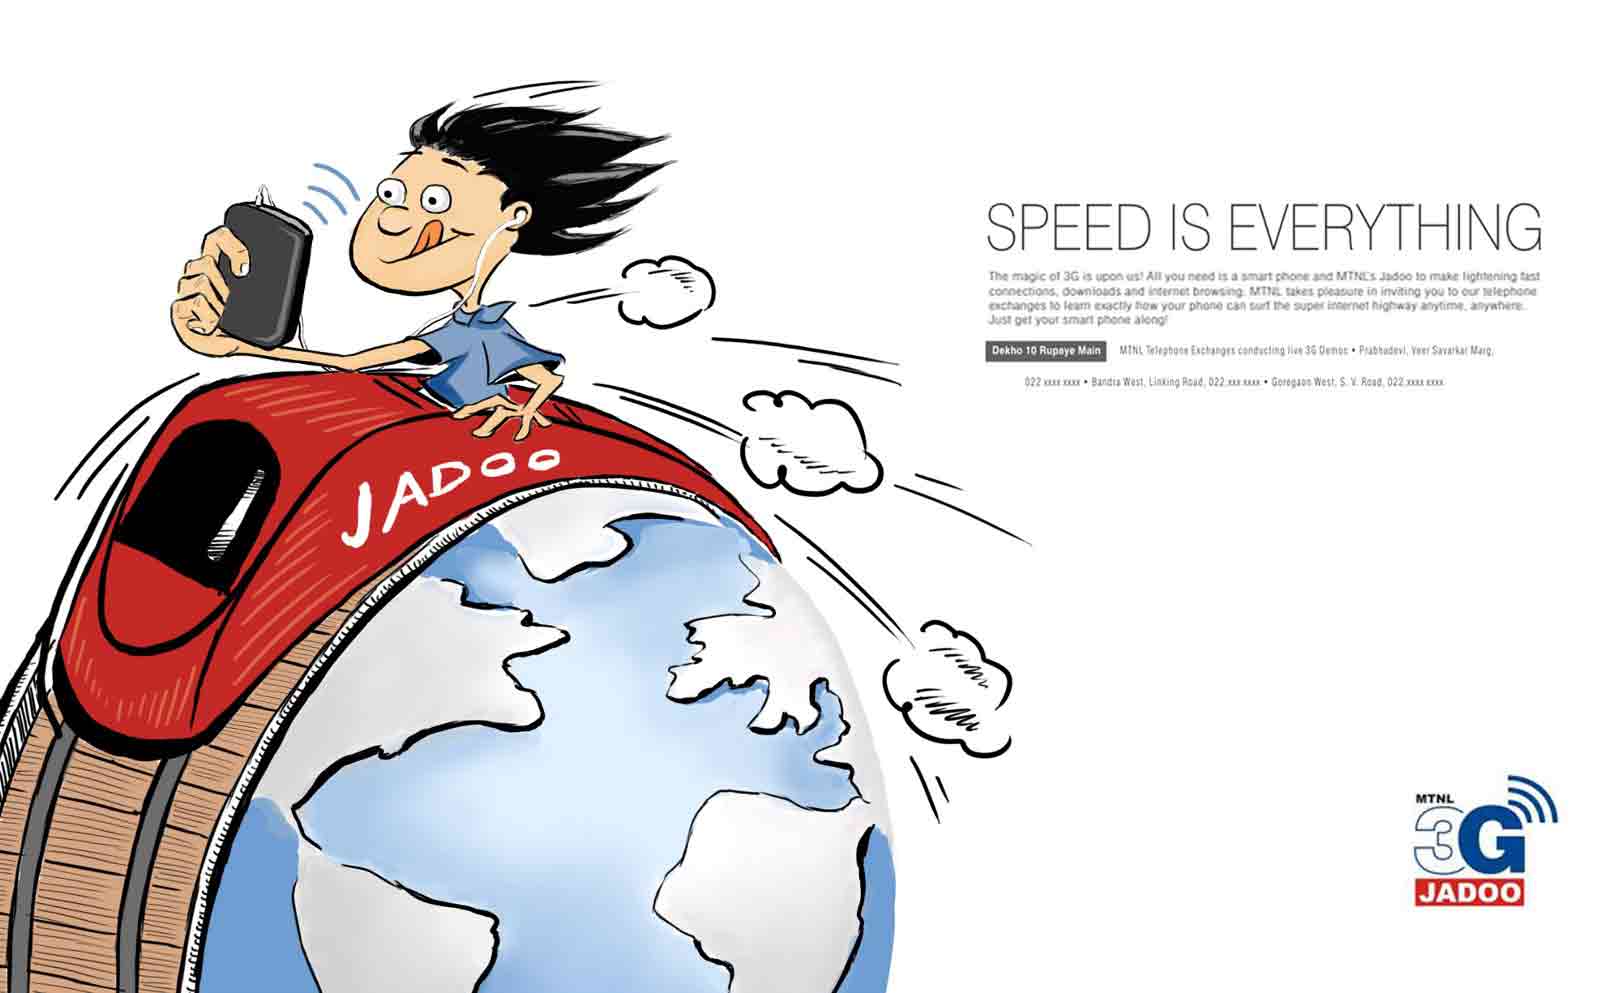 SPEED IS EVERYTHING
The magic of 3G is upon us! All you need is a smart phone and MTNL's Jadoo to make lightening fast
connections, downloads and internet browsing. MTNL takes pleasure in inviting you to our telephone
exchanges to learn exactly how your phone can surf the super internet highway anytime, anywhere.
Just get your smart phone along!
Dekho 10 Rupaye Main MTNL Telephone Exchanges conducting live 3G Demos • Prabhadevi, Veer Savarkar Marg,
022 xxxx xxxx • Bandra West, Linking Road, 022.xxx xxxx • Goregaon West, S. V. Road, 022.xxxx xxxx
JADOO
MTNL
3G
JADOO